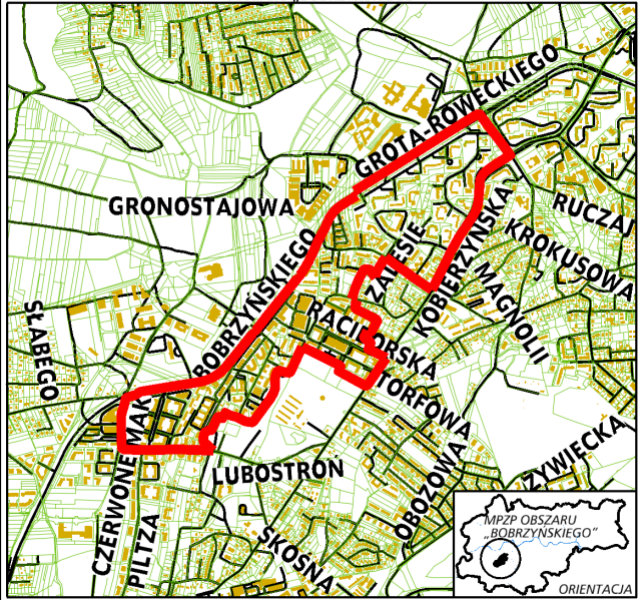 GROTA-ROWECKIEGO
GRONOSTAJOWA
RUCZAJ
KROKUSOWA
ZALESIE
KOBIERZYŃSKA
MAGNOLII
BOBRZYŃSKIEGO
SŁABEGO
RACIBORSKA
TORFOWA
CZERWONE MAKI
LUBOSTROŃ
OBOZOWA
ŻYWIECKA
PILTZA
SKOŚNA
MPZP OBSZARU
„BOBRZYŃSKIEGO"
ORIENTACJA